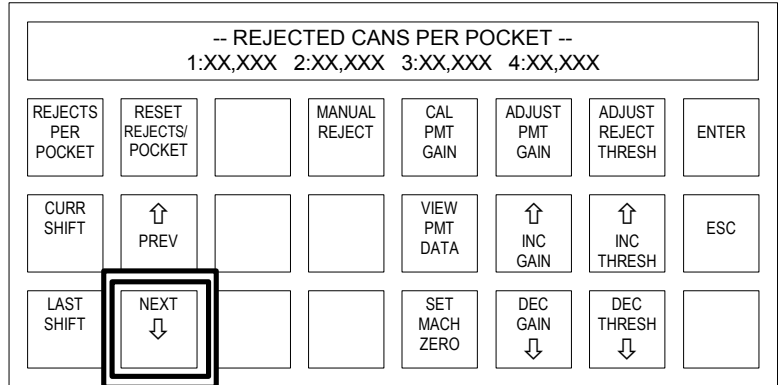 -- REJECTED CANS PER POCKET --
1:XX,XXX 2:XX,XXX 3:XX,XXX 4:XX,XXX
REJECTS
PER
POCKET
RESET
REJECTS/
POCKET
MANUAL
REJECT
CAL
PMT
GAIN
ADJUST
PMT
GAIN
ADJUST
REJECT
THRESH
ENTER
CURR
SHIFT
⇧
PREV
VIEW
PMT
DATA
⇧
INC
GAIN
⇧
INC
THRESH
ESC
LAST
SHIFT
NEXT
⇩
SET
MACH
ZERO
DEC
GAIN
⇩
DEC
THRESH
⇩